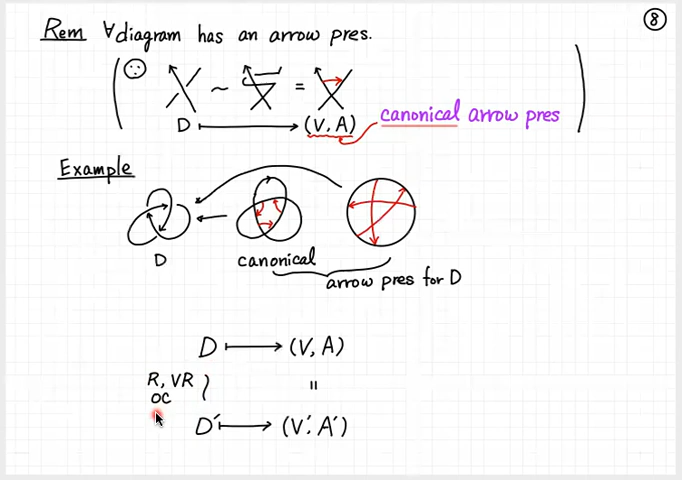 ⑧
Rem ∀diagram has an arrow pres.
~ =
D ⟼ (V, A) canonical arrow pres
Example
D canonical
arrow pres for D
D ⟼ (V, A)
R, VR
OC
=
D′ ⟼ (V′, A′)